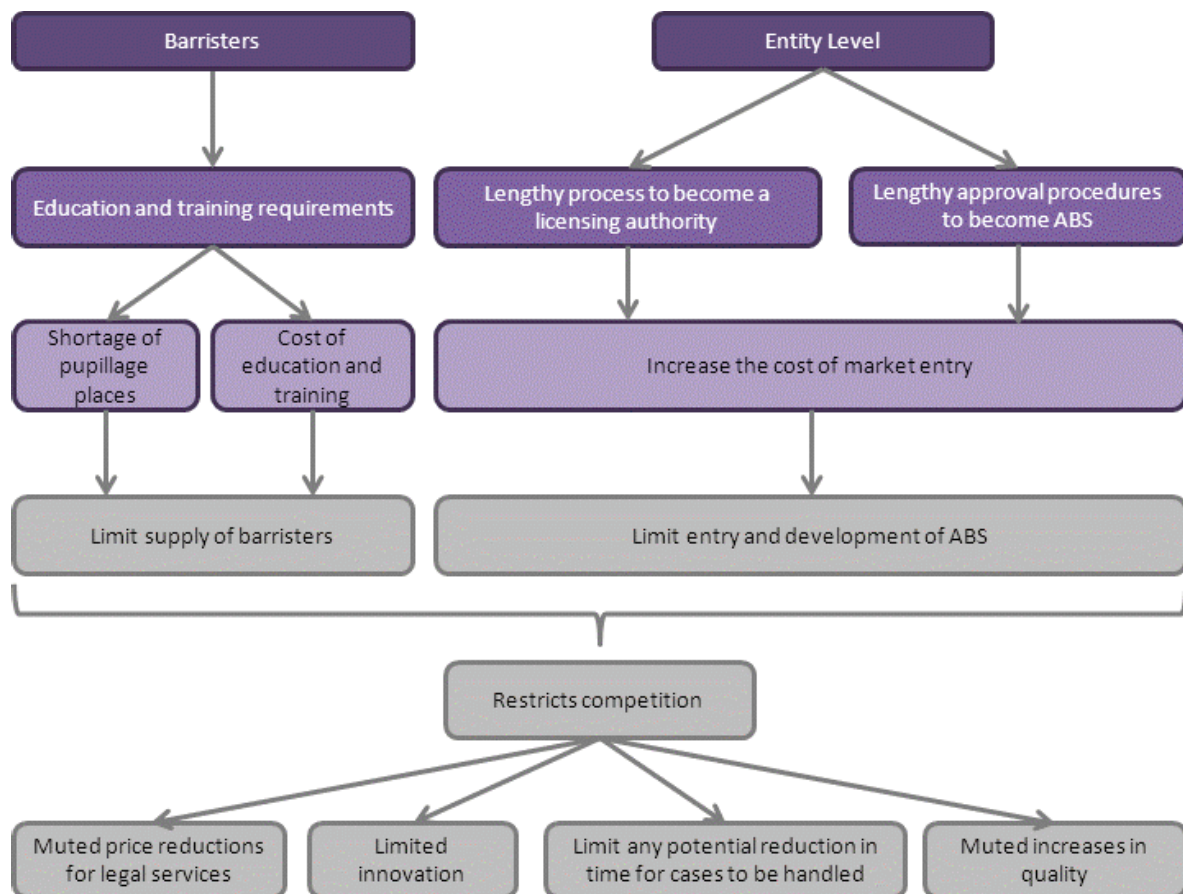 Barristers
Entity Level
Education and training requirements
Lengthy process to become a
licensing authority
Lengthy approval procedures
to become ABS
Shortage of
pupillage
places
Cost of
education and
training
Increase the cost of market entry
Limit supply of barristers
Limit entry and development of ABS
Restricts competition
Muted price reductions
for legal services
Limited
innovation
Limit any potential reduction in
time for cases to be handled
Muted increases in
quality